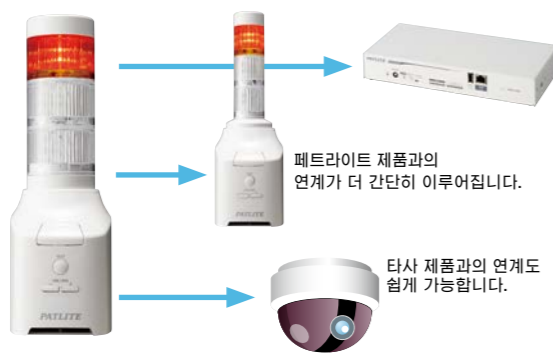 PATLITE
페트라이트 제품과의
연계가 더 간단히 이루어집니다.
PATLITE
PATLITE
타사 제품과의 연계도
쉽게 가능합니다.